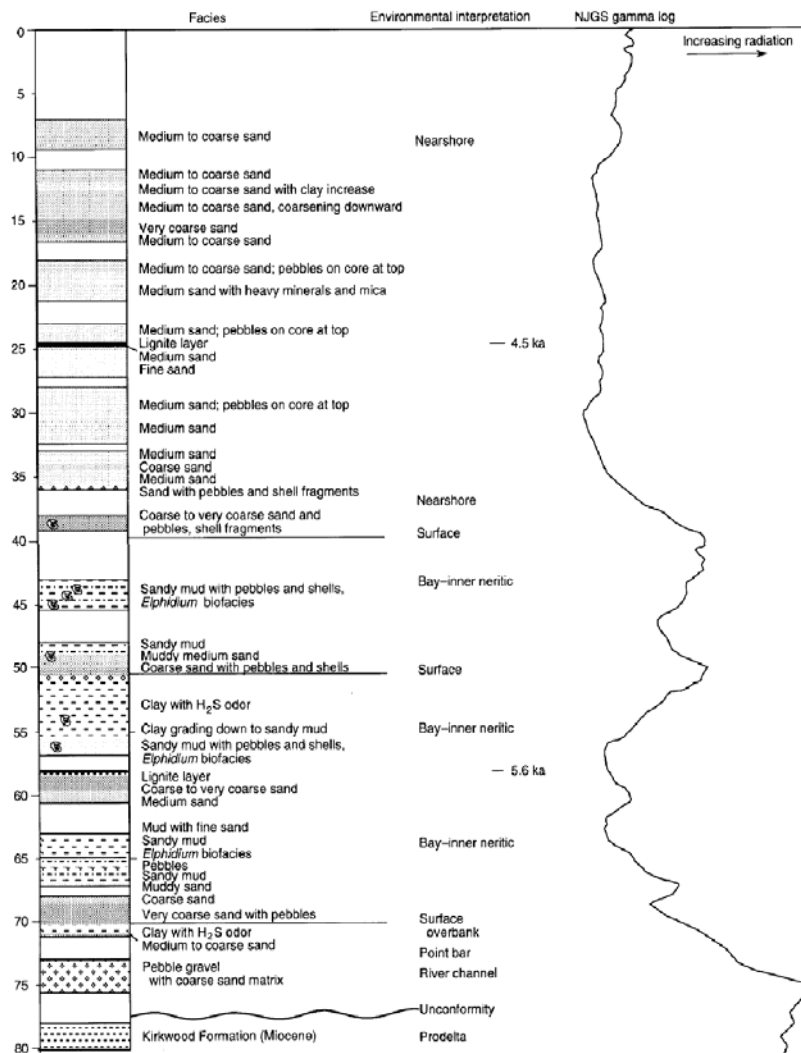 Facies Environmental interpretation NJGS gamma log
0
Increasing radiation
5
Medium to coarse sand Nearshore
10
Medium to coarse sand
Medium to coarse sand with clay increase
Medium to coarse sand, coarsening downward
15
Very coarse sand
Medium to coarse sand
Medium to coarse sand; pebbles on core at top
20
Medium sand with heavy minerals and mica
Medium sand; pebbles on core at top
Lignite layer — 4.5 ka
25
Medium sand
Fine sand
Medium sand; pebbles on core at top
30
Medium sand
Medium sand
Coarse sand
35
Medium sand
Sand with pebbles and shell fragments
Nearshore
Coarse to very coarse sand and
pebbles, shell fragments
Surface
40
Bay–inner neritic
Sandy mud with pebbles and shells,
Elphidium biofacies
45
Sandy mud
Muddy medium sand
50
Coarse sand with pebbles and shells Surface
Clay with H2S odor
Clay grading down to sandy mud Bay–inner neritic
55
Sandy mud with pebbles and shells,
Elphidium biofacies
— 5.6 ka
Lignite layer
Coarse to very coarse sand
60
Medium sand
Mud with fine sand
Sandy mud Bay–inner neritic
Elphidium biofacies
65
Pebbles
Sandy mud
Muddy sand
Coarse sand
Very coarse sand with pebbles Surface
70
Clay with H2S odor overbank
Medium to coarse sand Point bar
Pebble gravel River channel
with coarse sand matrix
75
Unconformity
Kirkwood Formation (Miocene) Prodelta
80